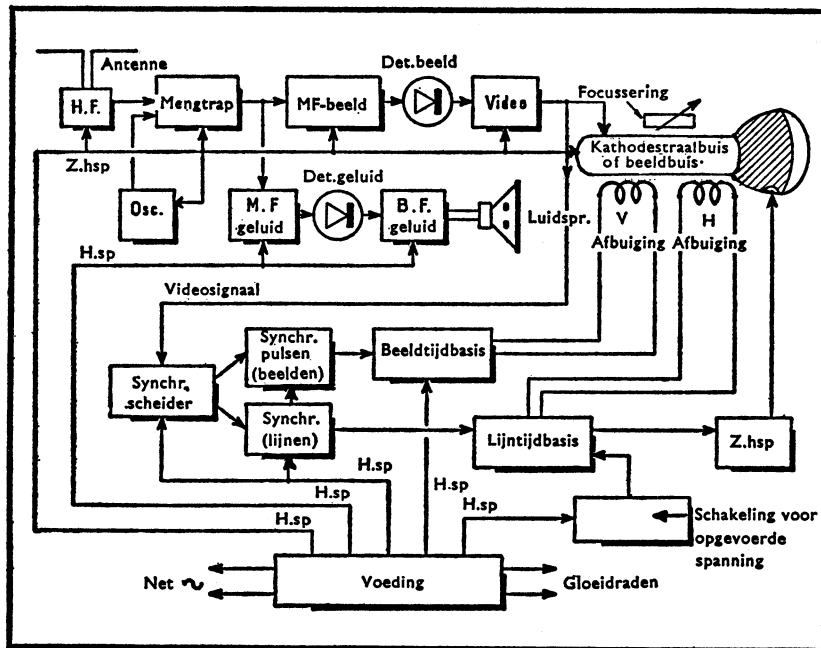 Antenne
H.F.
Mengtrap
MF-beeld
Det.beeld
Video
Focussering
Kathodestraalbuis
of beeldbuis.
Z.hsp
Osc.
M.F
geluid
Det.geluid
B.F.
geluid
Luidspr.
V
Afbuiging
H
Afbuiging
H.sp
Videosignaal
Synchr.
scheider
Synchr.
pulsen
(beelden)
Beeldtijdbasis
Synchr.
(lijnen)
Lijntijdbasis
Z.hsp
H.sp
H.sp
H.sp
H.sp
H.sp
Schakeling voor
opgevoerde
spanning
Net
Voeding
Gloeidraden